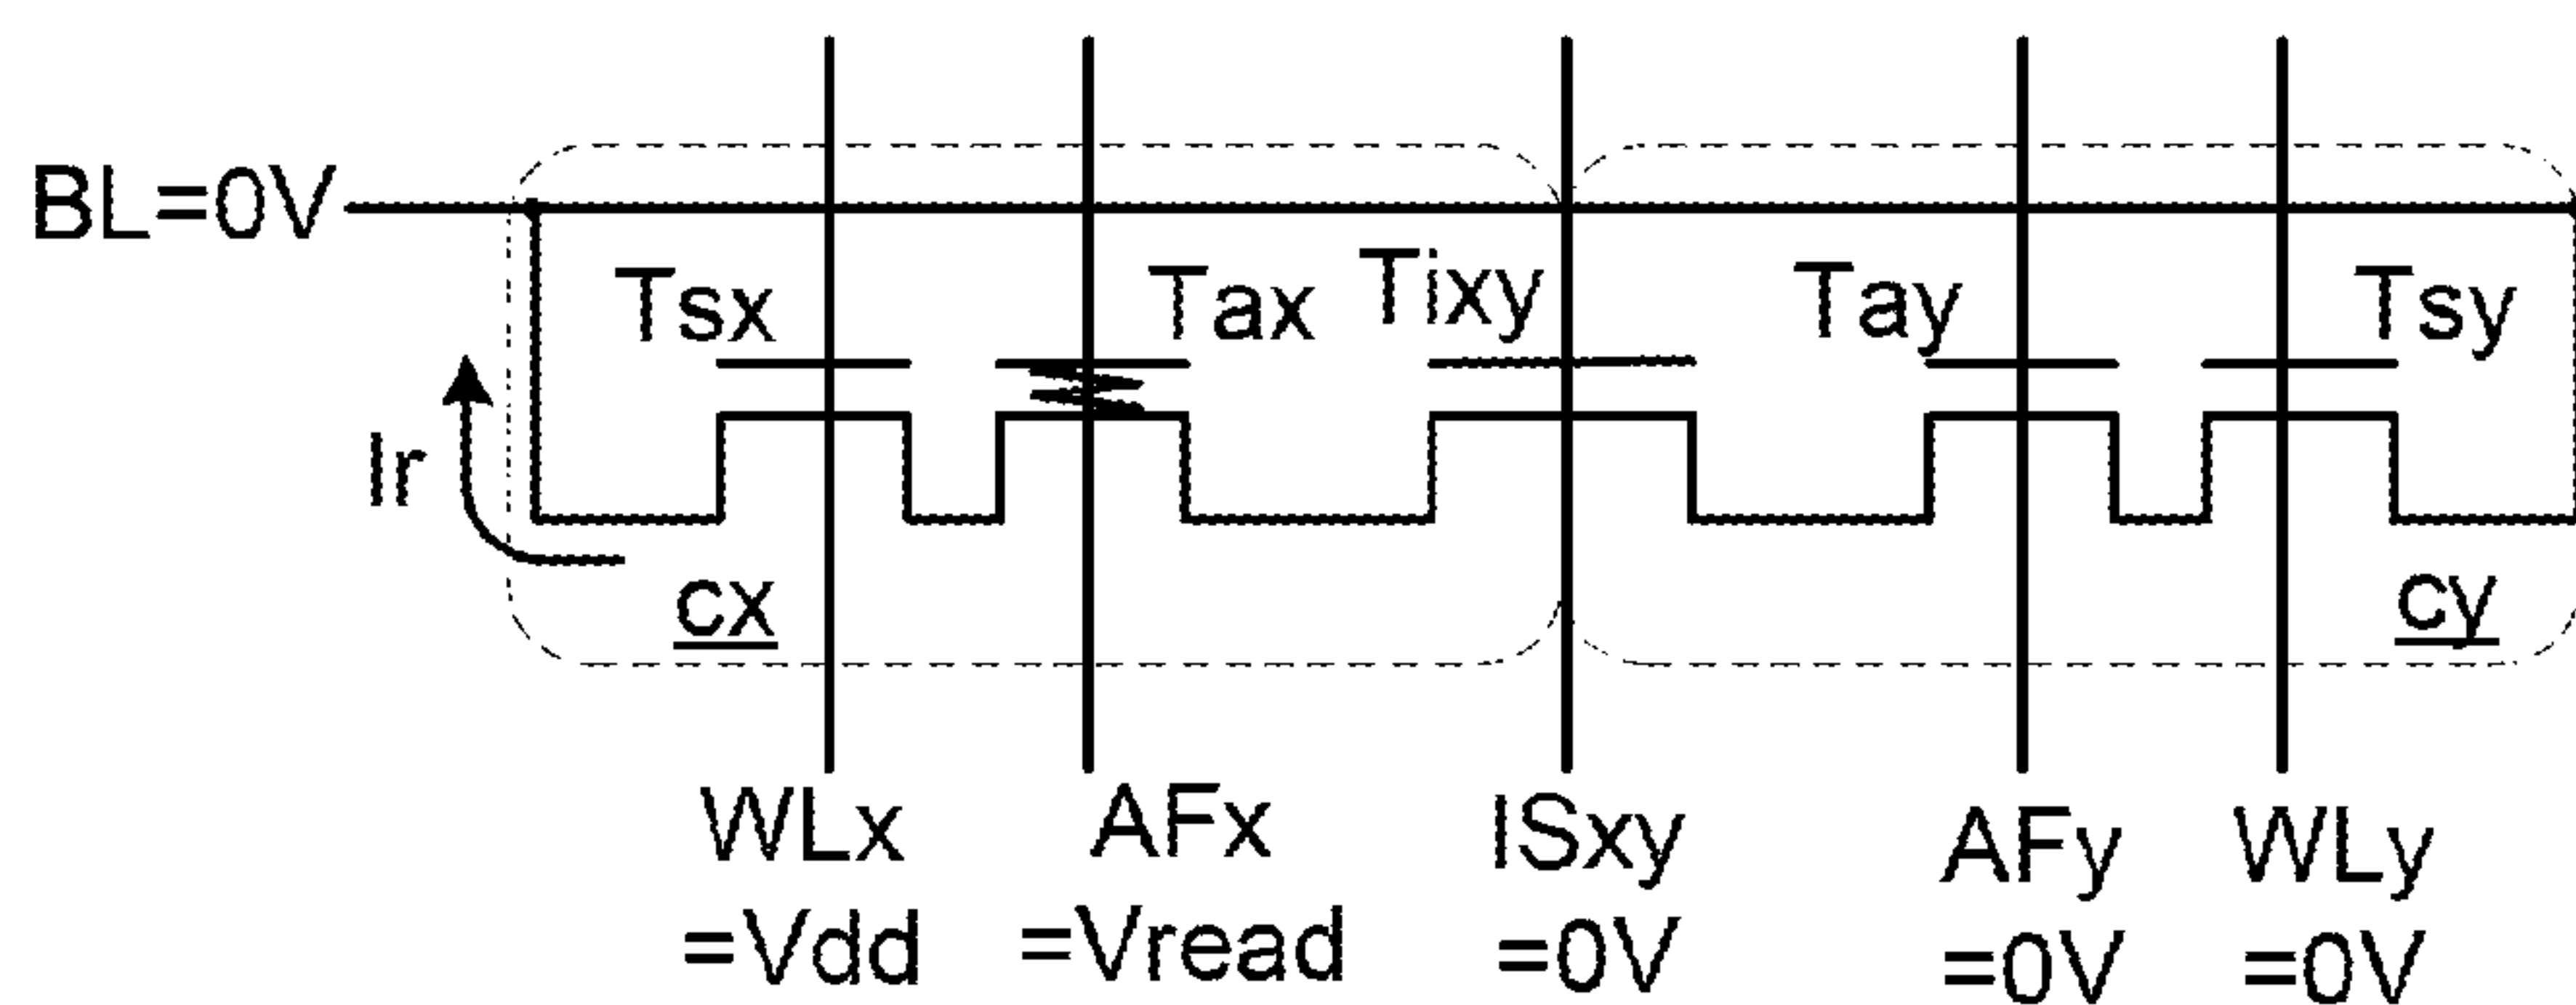 BL=0V
Tsx Tax Tixy Tay Tsy
Ir
cx cy
WLx AFx ISxy AFy WLy
=Vdd =Vread =0V =0V =0V